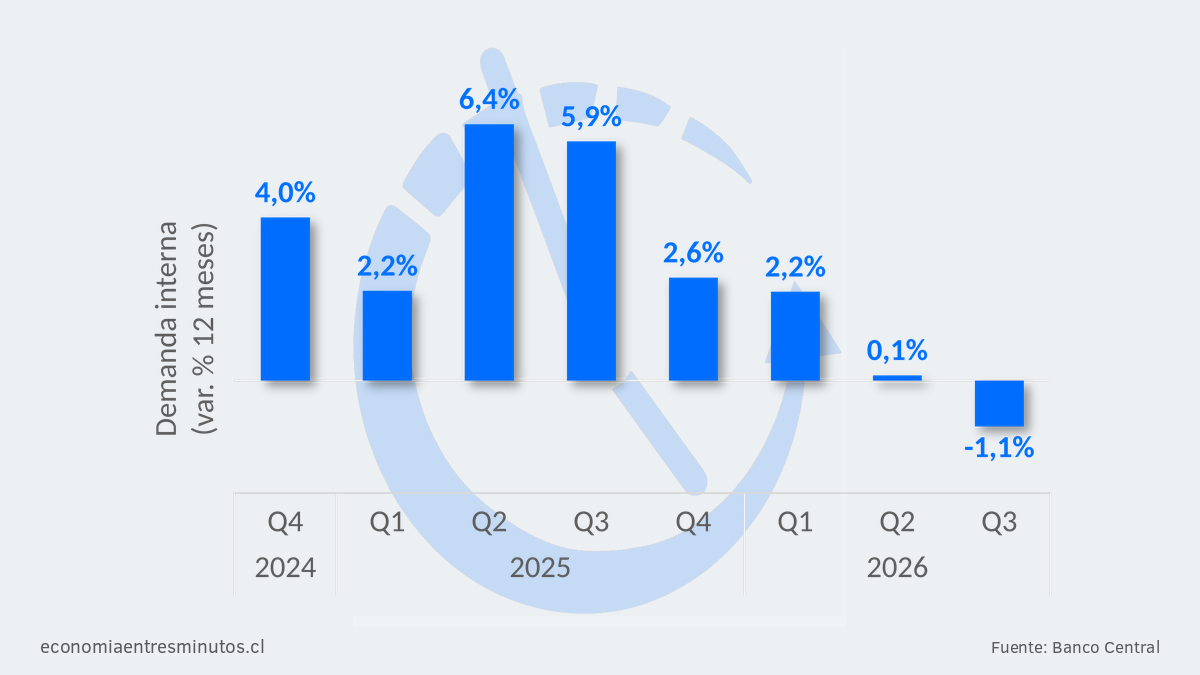 6,4%
5,9%
4,0%
2,6%
2,2%
2,2%
0,1%
-1,1%
Demanda interna
(var. % 12 meses)
Q4 Q1 Q2 Q3 Q4 Q1 Q2 Q3
2024 2025 2026
economiaentresminutos.cl
Fuente: Banco Central